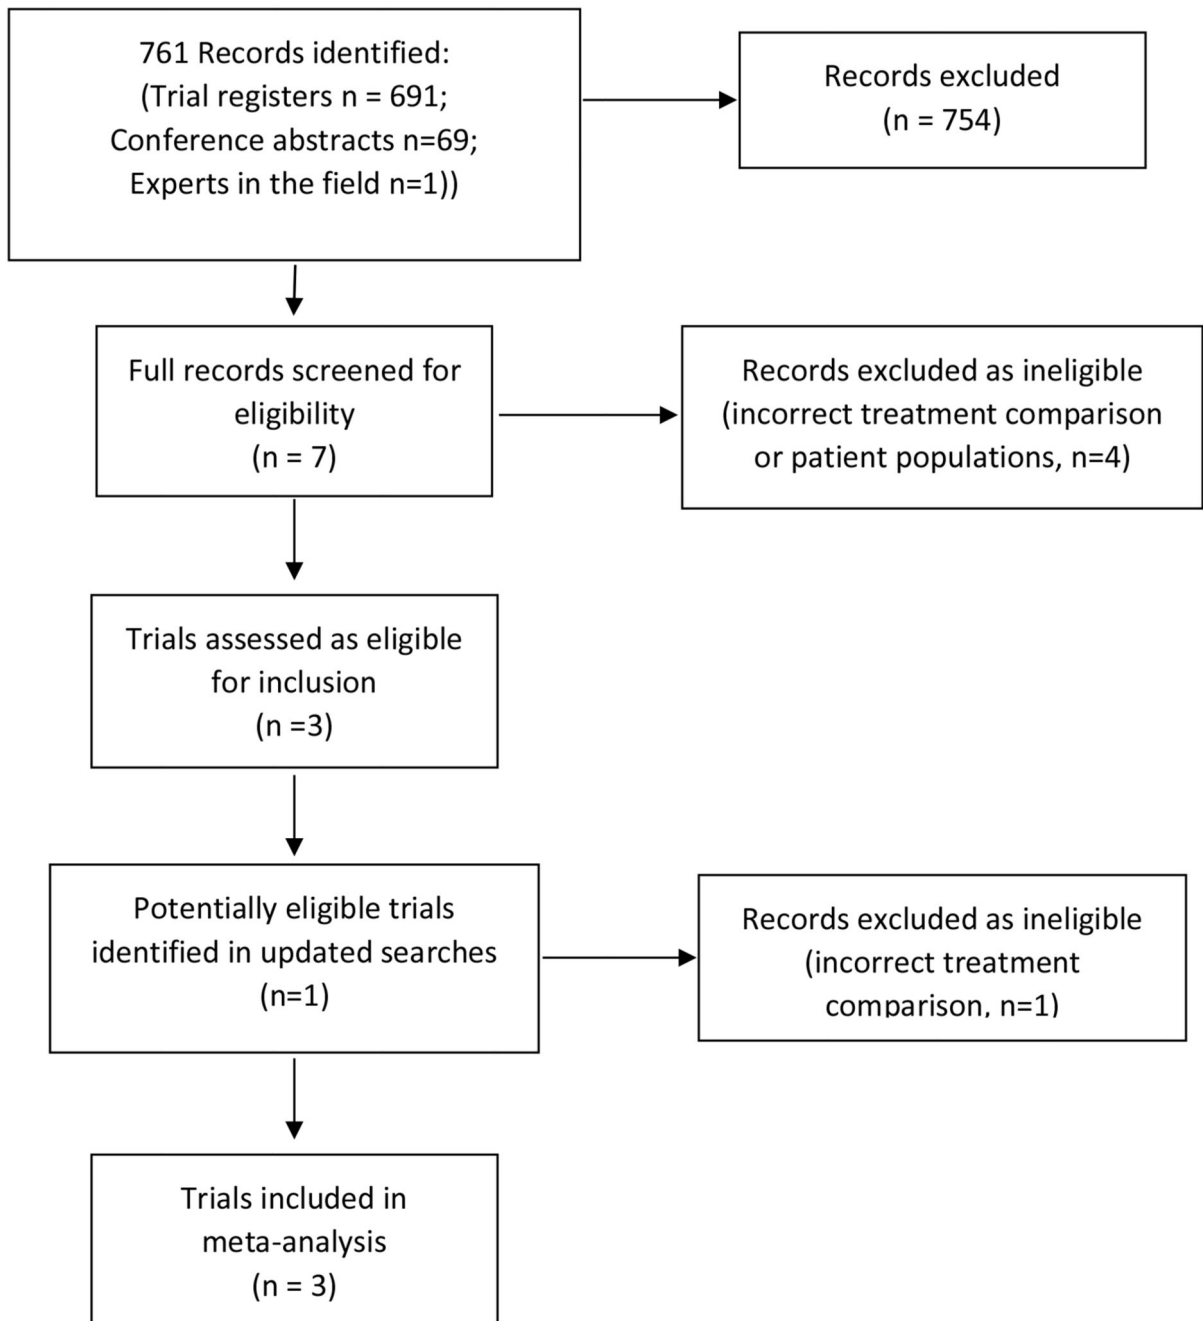 761 Records identified:
(Trial registers n = 691;
Conference abstracts n=69;
Experts in the field n=1))
Records excluded
(n = 754)
Full records screened for
eligibility
(n = 7)
Records excluded as ineligible
(incorrect treatment comparison
or patient populations, n=4)
Trials assessed as eligible
for inclusion
(n =3)
Potentially eligible trials
identified in updated searches
(n=1)
Records excluded as ineligible
(incorrect treatment
comparison, n=1)
Trials included in
meta-analysis
(n = 3)